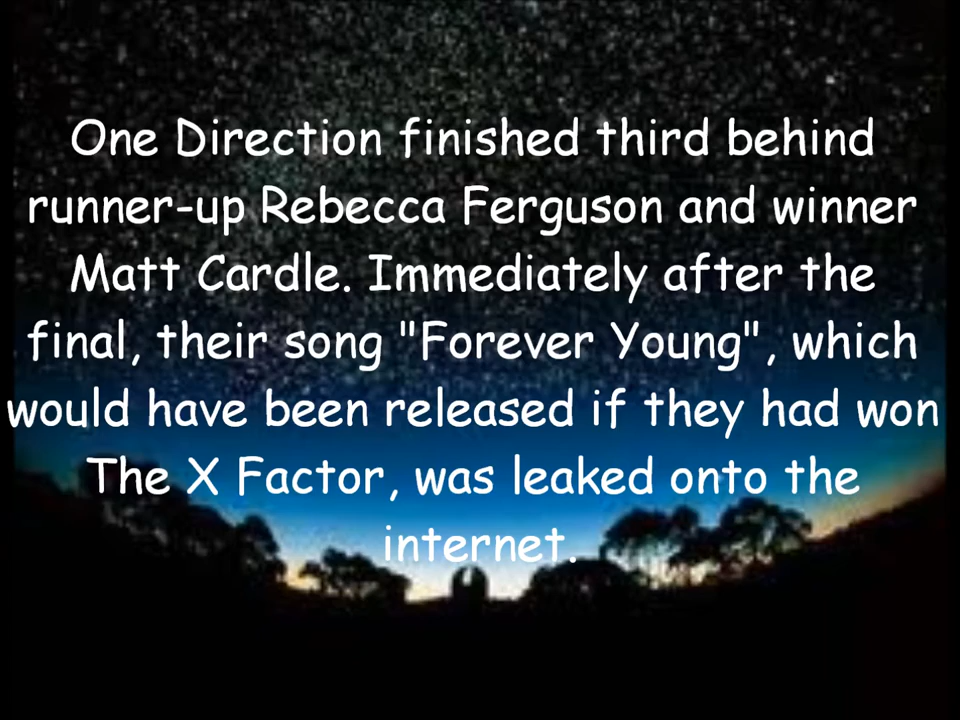 One Direction finished third behind
runner-up Rebecca Ferguson and winner
Matt Cardle. Immediately after the
final, their song "Forever Young", which
would have been released if they had won
The X Factor, was leaked onto the
internet.